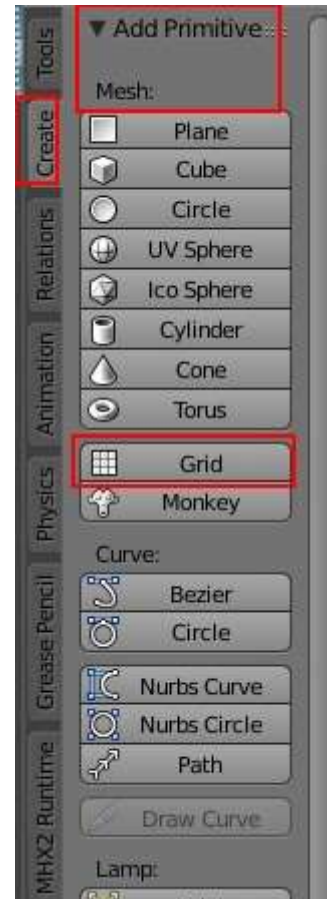 Tools
Create
Relations
Animation
Physics
Grease Pencil
MHX2 Runtime
Add Primitive
Mesh:
Plane
Cube
Circle
UV Sphere
Ico Sphere
Cylinder
Cone
Torus
Grid
Monkey
Curve:
Bezier
Circle
Nurbs Curve
Nurbs Circle
Path
Draw Curve
Lamp: